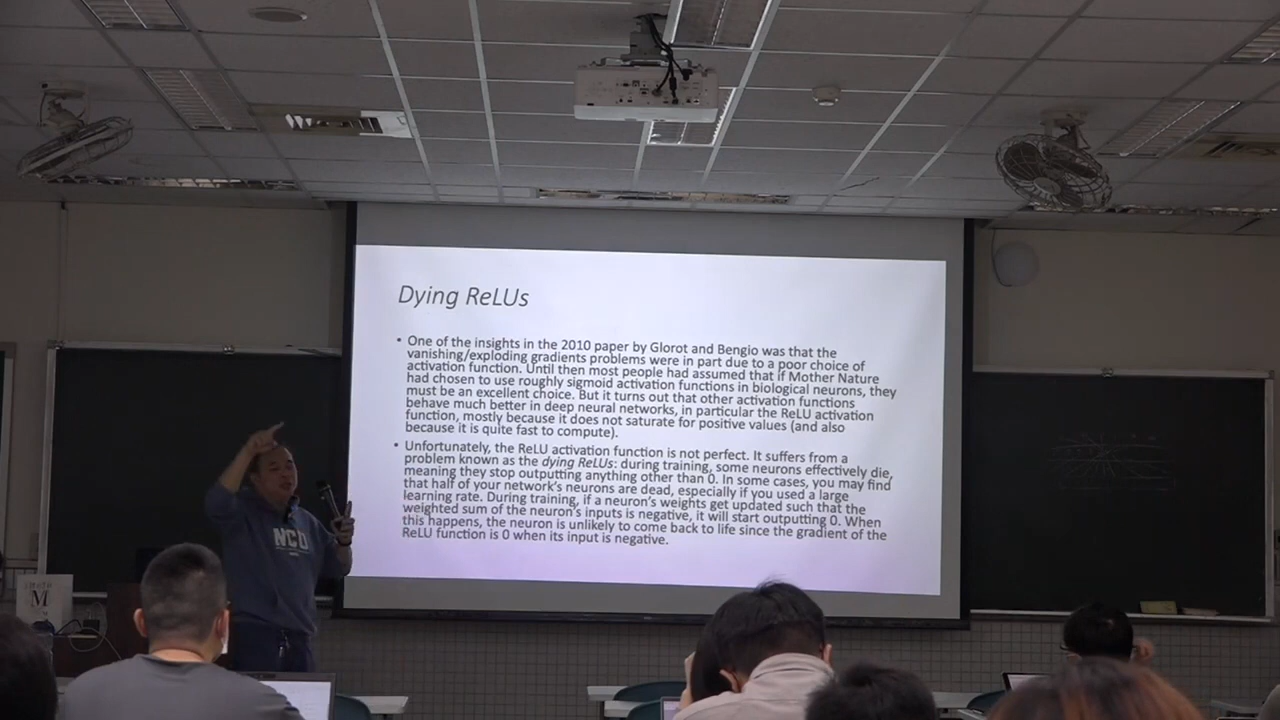 Dying ReLUs
• One of the insights in the 2010 paper by Glorot and Bengio was that the
vanishing/exploding gradients problems were in part due to a poor choice of
activation function. Until then most people had assumed that if Mother Nature
had chosen to use roughly sigmoid activation functions in biological neurons, they
must be an excellent choice. But it turns out that other activation functions
behave much better in deep neural networks, in particular the ReLU activation
function, mostly because it does not saturate for positive values (and also
because it is quite fast to compute).
• Unfortunately, the ReLU activation function is not perfect. It suffers from a
problem known as the dying ReLUs: during training, some neurons effectively die,
meaning they stop outputting anything other than 0. In some cases, you may find
that half of your network's neurons are dead, especially if you used a large
learning rate. During training, if a neuron's weights get updated such that the
weighted sum of the neuron's inputs is negative, it will start outputting 0. When
this happens, the neuron is unlikely to come back to life since the gradient of the
ReLU function is 0 when its input is negative.
M